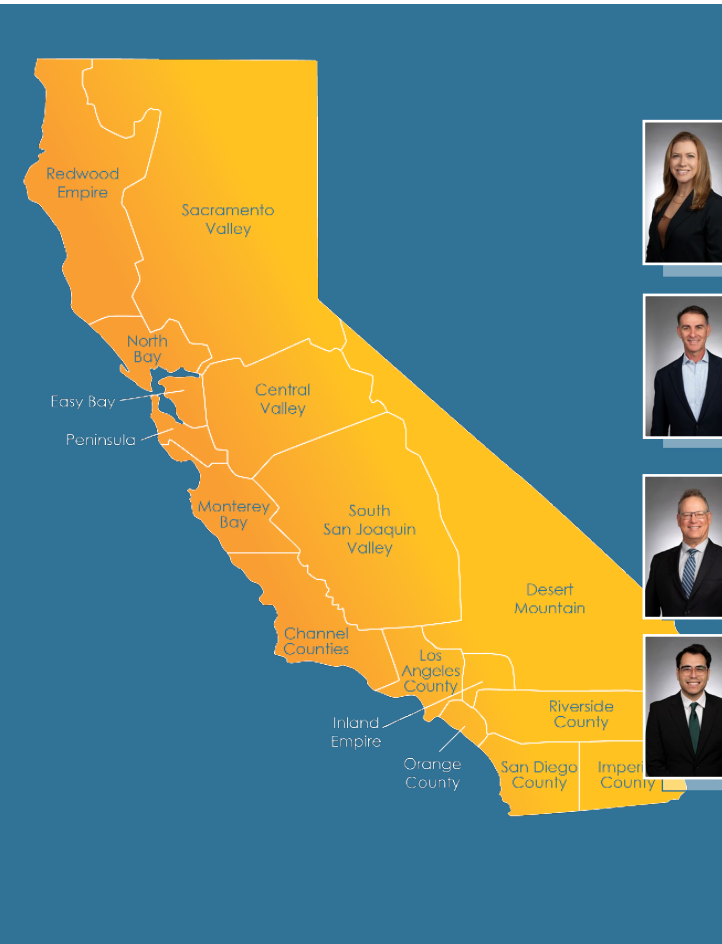 Redwood
Empire
Sacramento
Valley
North
Bay
Easy Bay
Central
Valley
Peninsula
Monterey
Bay
South
San Joaquin
Valley
Desert
Mountain
Channel
Counties
Los
Angeles
County
Inland
Empire
Riverside
County
Orange
County
San Diego
County
Imperi
County